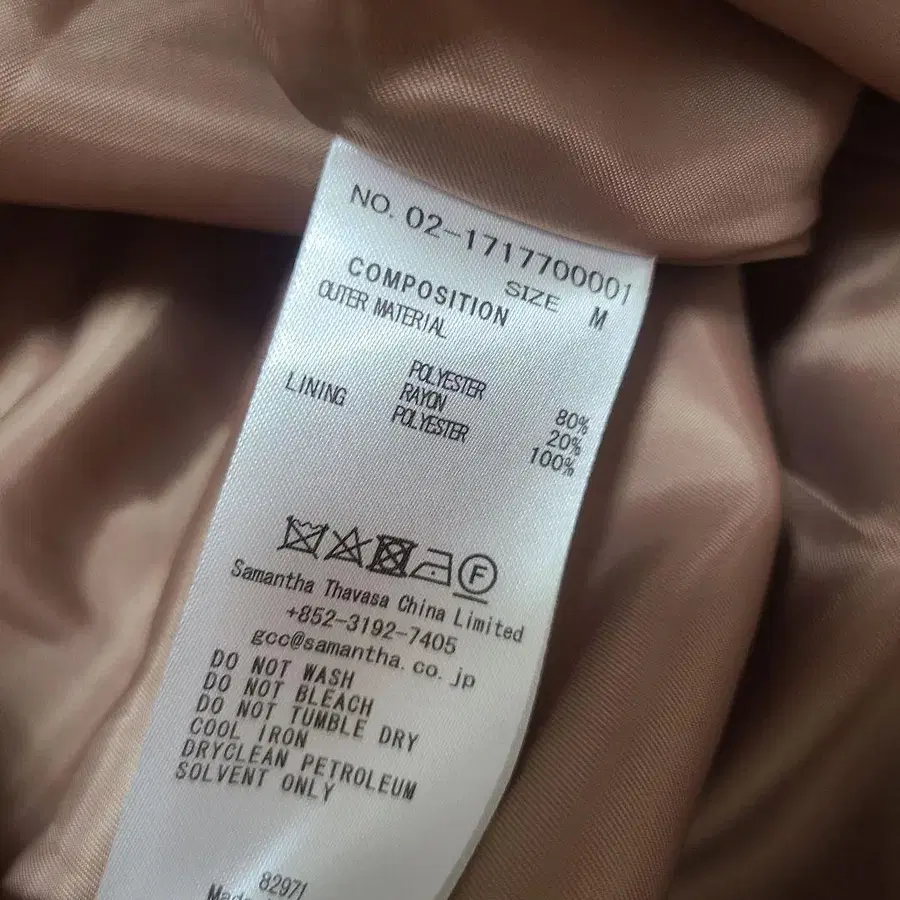 NO. 02-1717700001
SIZE M
COMPOSITION
OUTER MATERIAL
POLYESTER 80%
RAYON 20%
LINING POLYESTER 100%
F
Samantha Thavasa China Limited
+852-3192-7405
gcc@samantha.co.jp
DO NOT WASH
DO NOT BLEACH
DO NOT TUMBLE DRY
COOL IRON
DRYCLEAN PETROLEUM
SOLVENT ONLY
82971